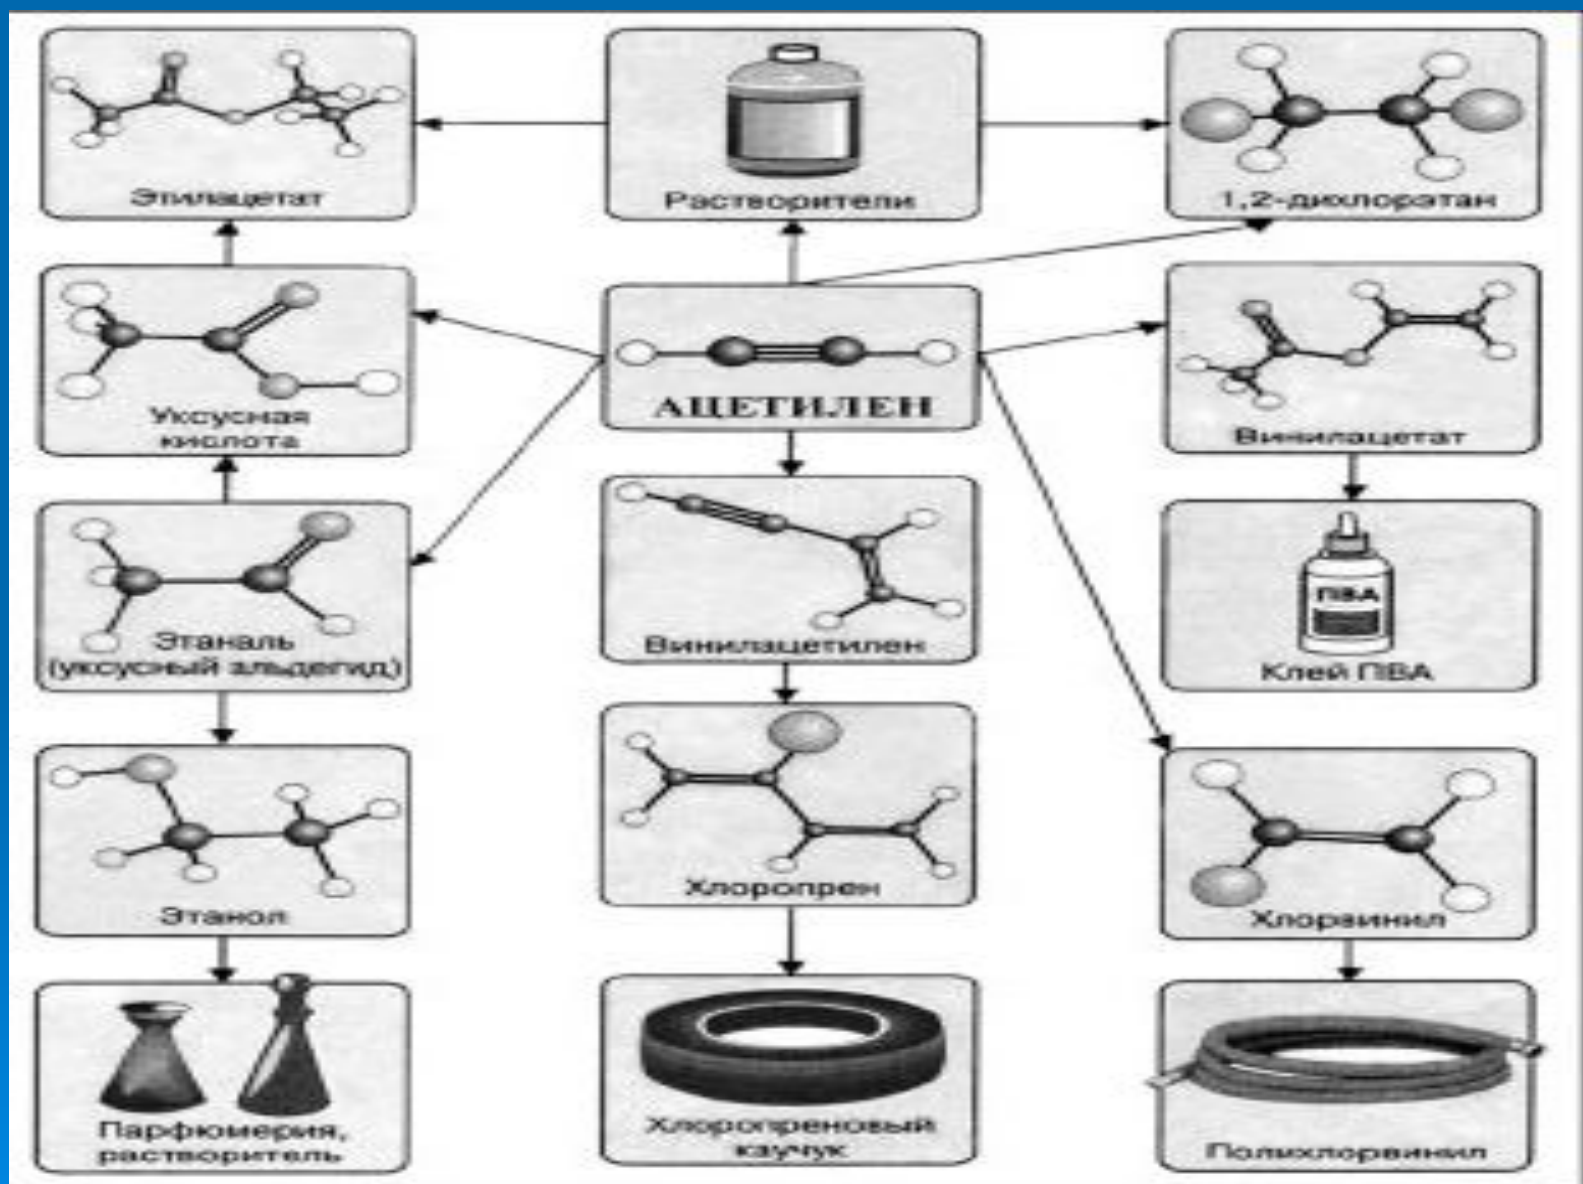 Этилацетат
Растворители
1,2-дихлорэтан
Уксусная
кислота
АЦЕТИЛЕН
Винилацетат
Этаналь
(уксусный альдегид)
Винилацетилен
ПВА
Клей ПВА
Этанол
Хлоропрен
Хлорвинил
Парфюмерия,
растворитель
Хлоропреновый
каучук
Полихлорвинил